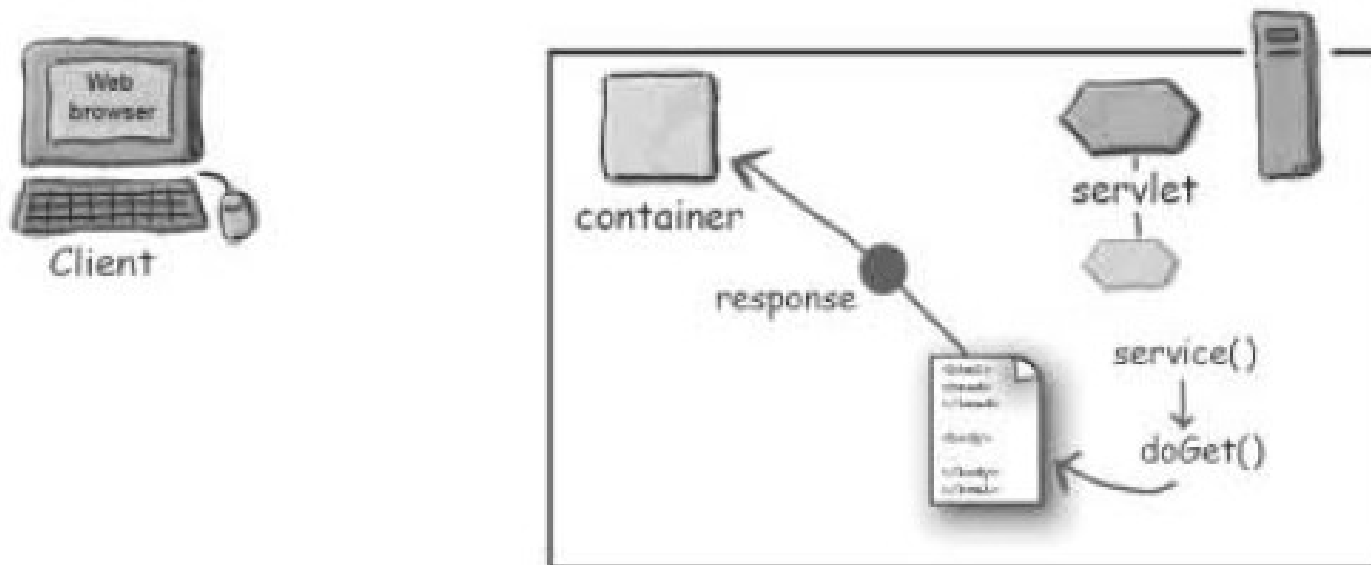 Web
browser
Client
container
servlet
response
service()
doGet()